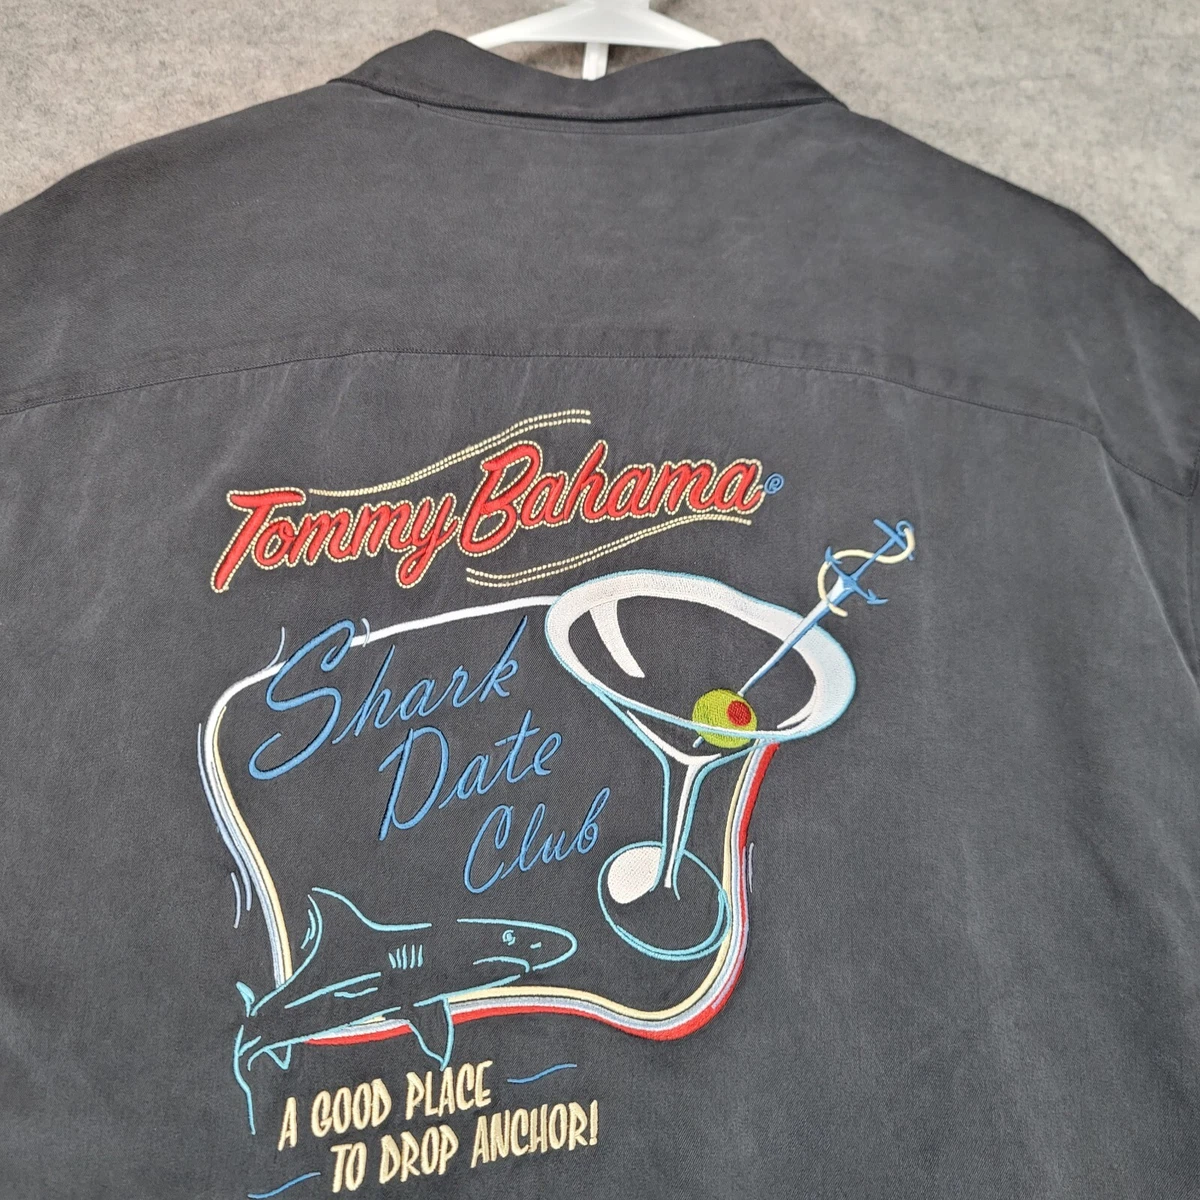 Tommy Bahama®
Shark
Date
Club
A GOOD PLACE
TO DROP ANCHOR!